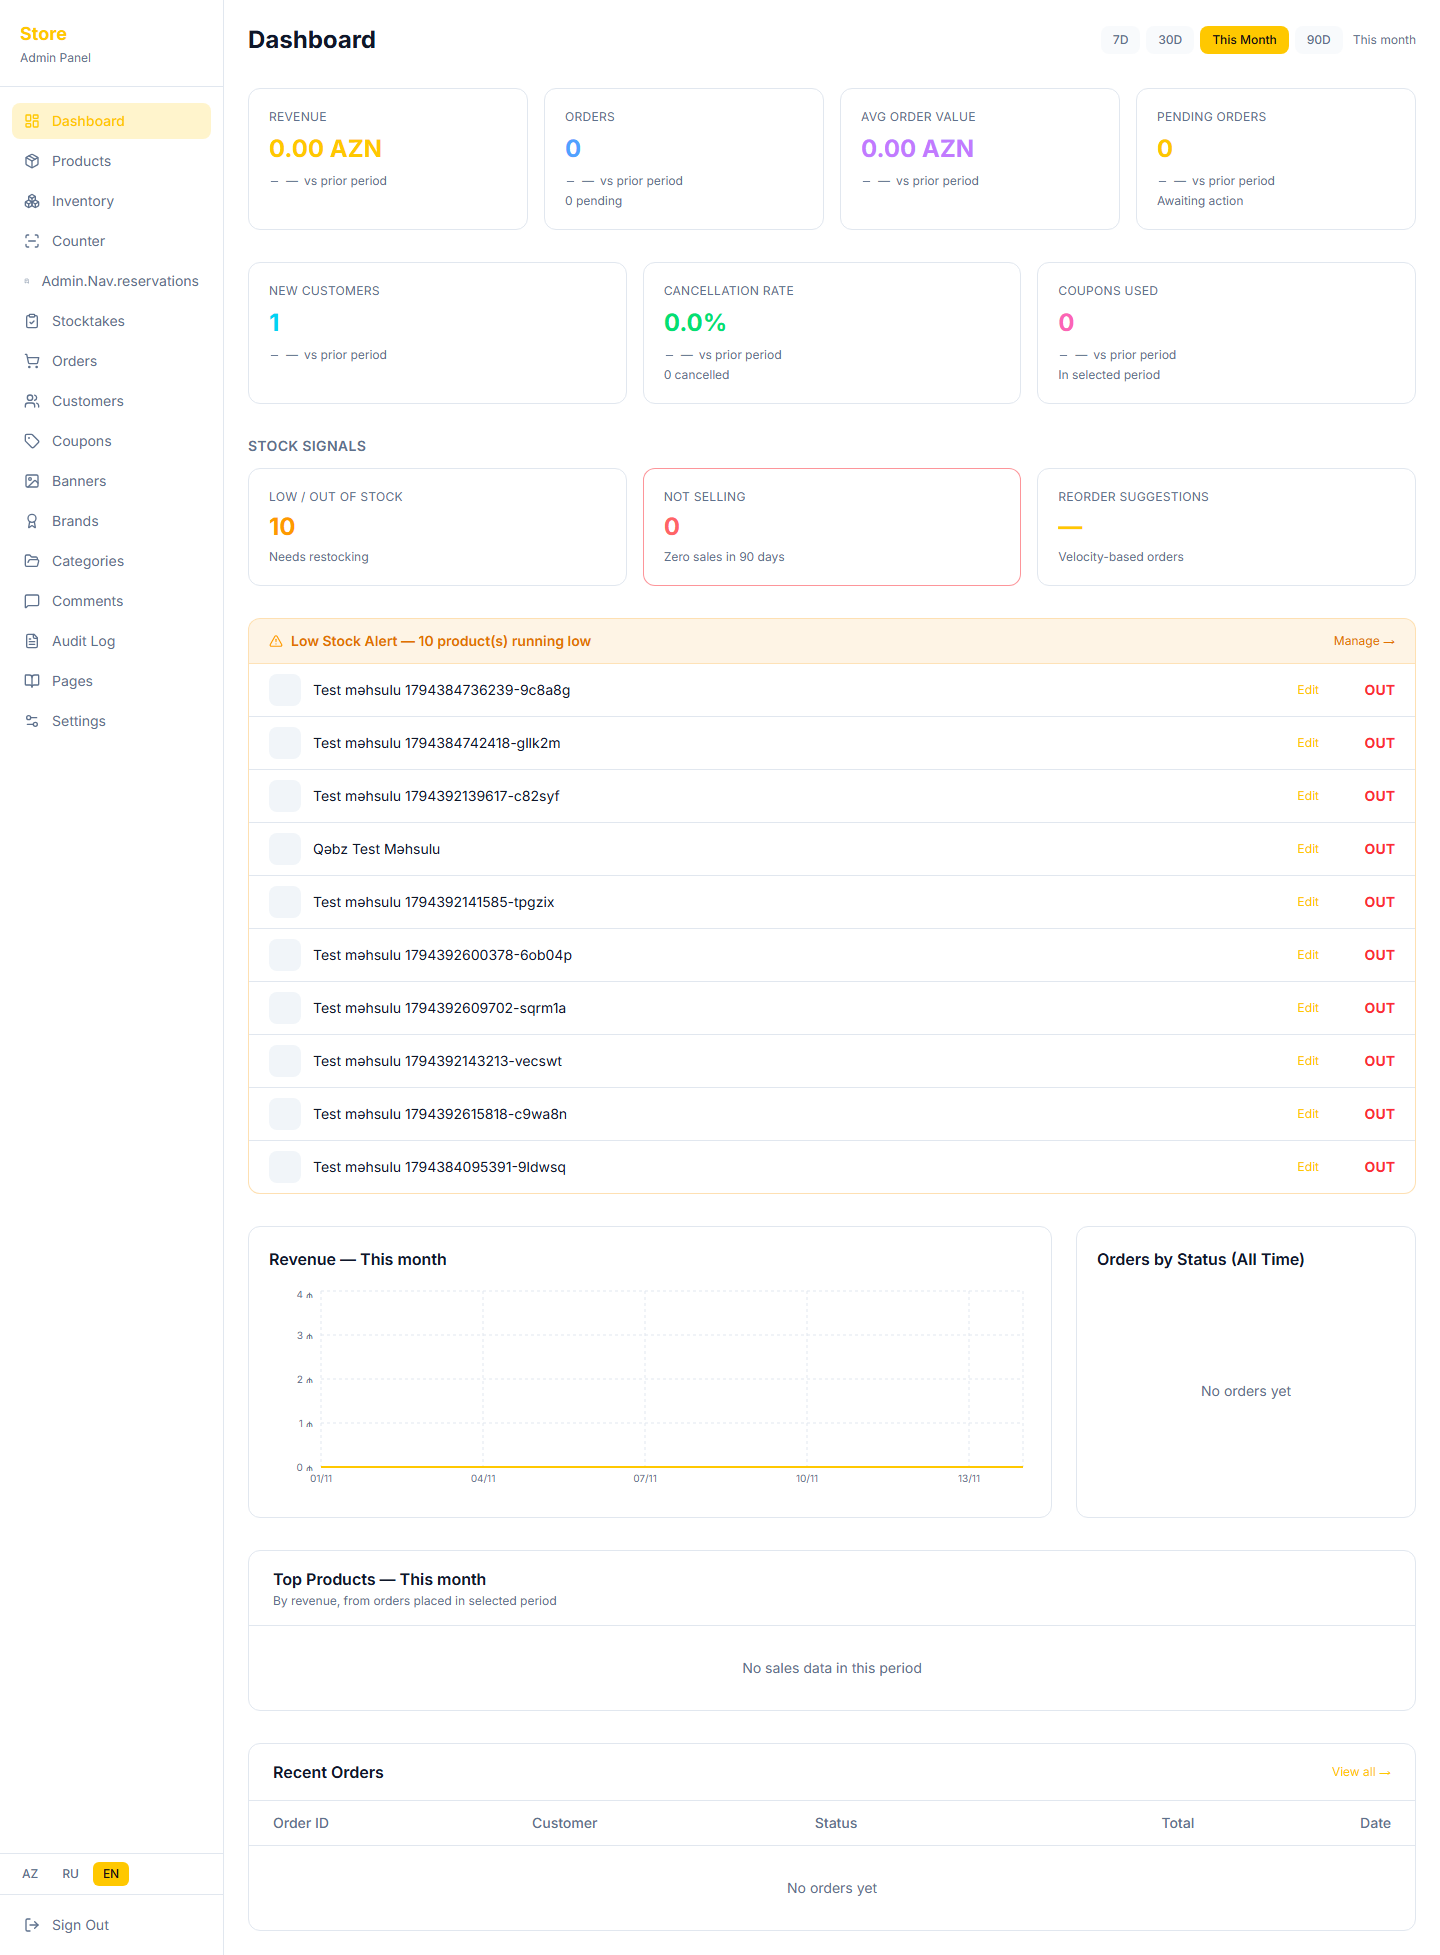 Store
Admin Panel
Dashboard
Products
Inventory
Counter
Admin.Nav.reservations
Stocktakes
Orders
Customers
Coupons
Banners
Brands
Categories
Comments
Audit Log
Pages
Settings
AZ RU EN
Sign Out
Dashboard
7D 30D This Month 90D This month
REVENUE
0.00 AZN
– — vs prior period
ORDERS
0
– — vs prior period
0 pending
AVG ORDER VALUE
0.00 AZN
– — vs prior period
PENDING ORDERS
0
– — vs prior period
Awaiting action
NEW CUSTOMERS
1
– — vs prior period
CANCELLATION RATE
0.0%
– — vs prior period
0 cancelled
COUPONS USED
0
– — vs prior period
In selected period
STOCK SIGNALS
LOW / OUT OF STOCK
10
Needs restocking
NOT SELLING
0
Zero sales in 90 days
REORDER SUGGESTIONS
—
Velocity-based orders
Low Stock Alert — 10 product(s) running low Manage →
Test məhsulu 1794384736239-9c8a8g Edit OUT
Test məhsulu 1794384742418-gllk2m Edit OUT
Test məhsulu 1794392139617-c82syf Edit OUT
Qəbz Test Məhsulu Edit OUT
Test məhsulu 1794392141585-tpgzix Edit OUT
Test məhsulu 1794392600378-6ob04p Edit OUT
Test məhsulu 1794392609702-sqrm1a Edit OUT
Test məhsulu 1794392143213-vecswt Edit OUT
Test məhsulu 1794392615818-c9wa8n Edit OUT
Test məhsulu 1794384095391-9ldwsq Edit OUT
Revenue — This month
4 ₼
3 ₼
2 ₼
1 ₼
0 ₼
01/11 04/11 07/11 10/11 13/11
Orders by Status (All Time)
No orders yet
Top Products — This month
By revenue, from orders placed in selected period
No sales data in this period
Recent Orders View all →
Order ID Customer Status Total Date
No orders yet